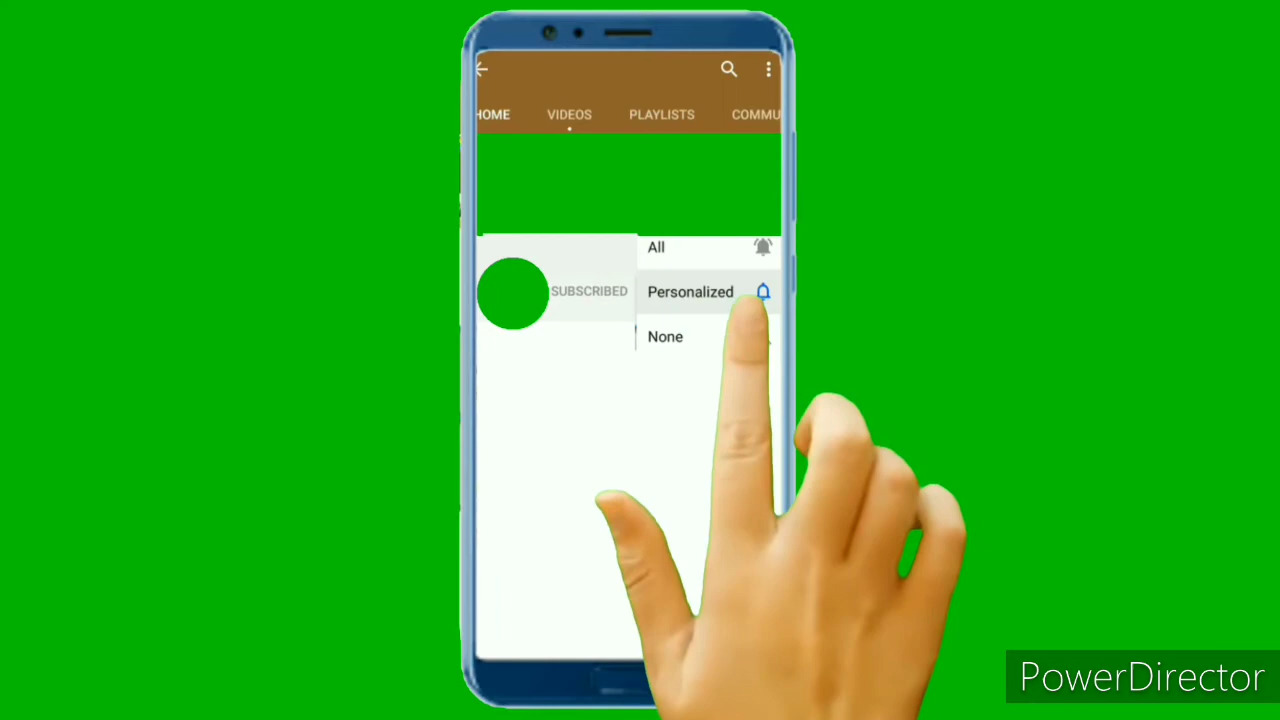 HOME VIDEOS PLAYLISTS COMMU
All
SUBSCRIBED Personalized
None
PowerDirector